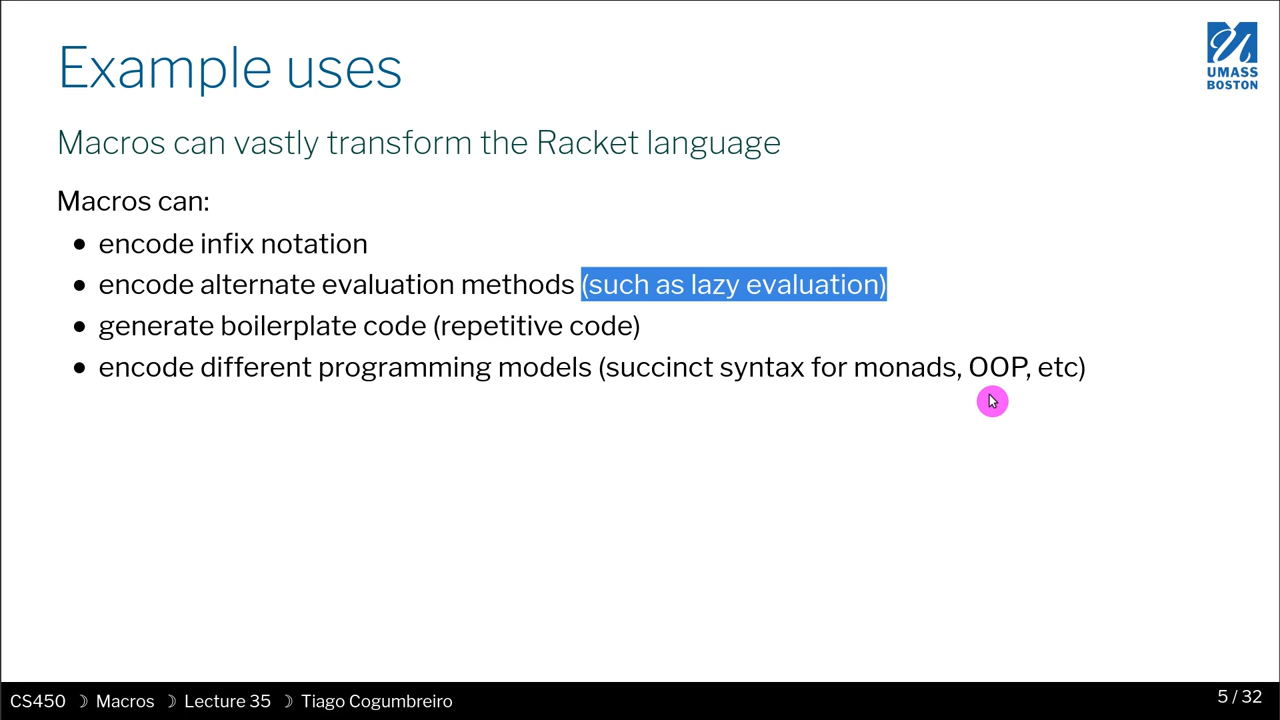 Example uses
UMASS
BOSTON
Macros can vastly transform the Racket language
Macros can:
• encode infix notation
• encode alternate evaluation methods (such as lazy evaluation)
• generate boilerplate code (repetitive code)
• encode different programming models (succinct syntax for monads, OOP, etc)
CS450 ☽ Macros ☽ Lecture 35 ☽ Tiago Cogumbreiro
5 / 32